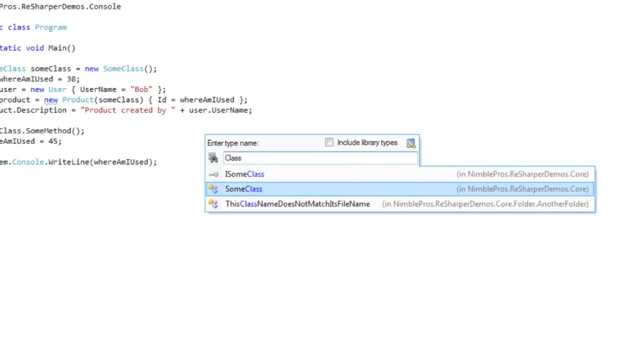 Pros.ReSharperDemos.Console
class Program
static void Main()
Class someClass = new SomeClass();
whereAmIUsed = 38;
user = new User { UserName = "Bob" };
product = new Product(someClass) { Id = whereAmIUsed };
uct.Description = "Product created by " + user.UserName;
Class.SomeMethod();
eAmIUsed = 45;
em.Console.WriteLine(whereAmIUsed);
Enter type name:
Include library types
Class
ISomeClass (in NimblePros.ReSharperDemos.Core)
SomeClass (in NimblePros.ReSharperDemos.Core)
ThisClassNameDoesNotMatchItsFileName (in NimblePros.ReSharperDemos.Core.Folder.AnotherFolder)